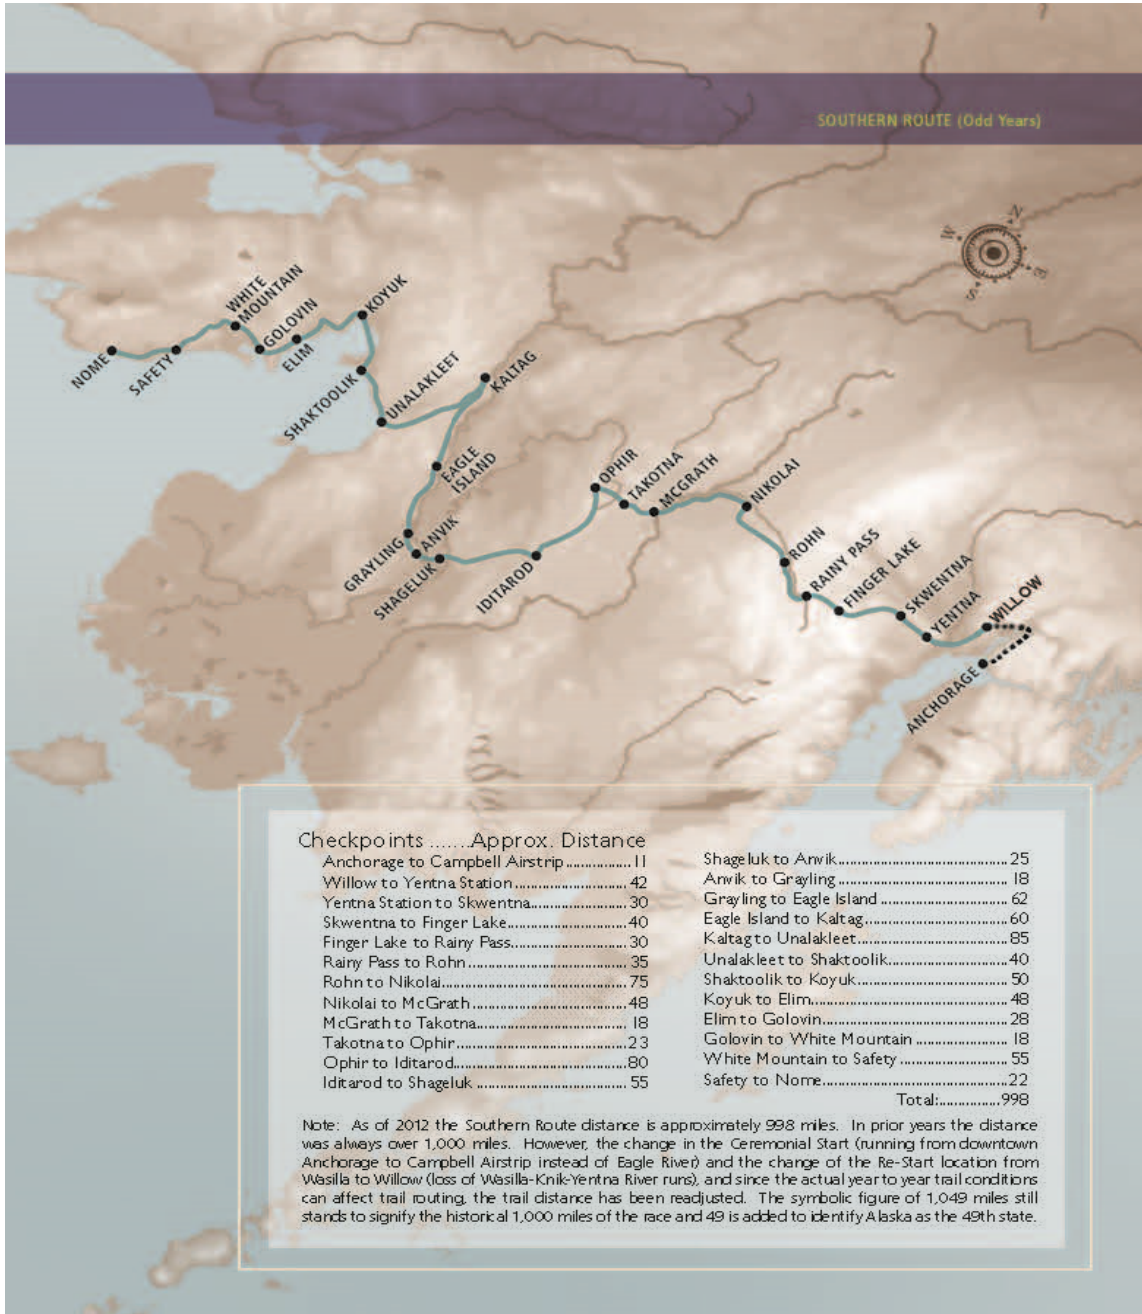 SOUTHERN ROUTE (Odd Years)
N
W
E
S
WHITE
MOUNTAIN
KOYUK
GOLOVIN
ELIM
NOME
SAFETY
SHAKTOOLIK
UNALAKLEET
KALTAG
EAGLE
ISLAND
OPHIR
TAKOTNA
MCGRATH
NIKOLAI
GRAYLING
ANVIK
SHAGELUK
IDITAROD
ROHN
RAINY PASS
FINGER LAKE
SKWENTNA
YENTNA
WILLOW
ANCHORAGE
Checkpoints .......Approx. Distance
Anchorage to Campbell Airstrip................11
Willow to Yentna Station............................ 42
Yentna Station to Skwentna........................ 30
Skwentna to Finger Lake............................. 40
Finger Lake to Rainy Pass............................ 30
Rainy Pass to Rohn....................................... 35
Rohn to Nikolai.............................................. 75
Nikolai to McGrath...................................... 48
McGrath to Takotna..................................... 18
Takotna to Ophir..........................................23
Ophir to Iditarod..........................................80
Iditarod to Shageluk ..................................... 55
Shageluk to Anvik.......................................... 25
Anvik to Grayling.......................................... 18
Grayling to Eagle Island ............................... 62
Eagle Island to Kaltag................................... 60
Kaltag to Unalakleet..................................... 85
Unalakleet to Shaktoolik............................. 40
Shaktoolik to Koyuk..................................... 50
Koyuk to Elim................................................ 48
Elim to Golovin............................................. 28
Golovin to White Mountain ....................... 18
White Mountain to Safety ........................... 55
Safety to Nome.............................................22
Total:...............998
Note: As of 2012 the Southern Route distance is approximately 998 miles. In prior years the distance
was always over 1,000 miles. However, the change in the Ceremonial Start (running from downtown
Anchorage to Campbell Airstrip instead of Eagle River) and the change of the Re-Start location from
Wasilla to Willow (loss of Wasilla-Knik-Yentna River runs), and since the actual year to year trail conditions
can affect trail routing, the trail distance has been readjusted. The symbolic figure of 1,049 miles still
stands to signify the historical 1,000 miles of the race and 49 is added to identify Alaska as the 49th state.